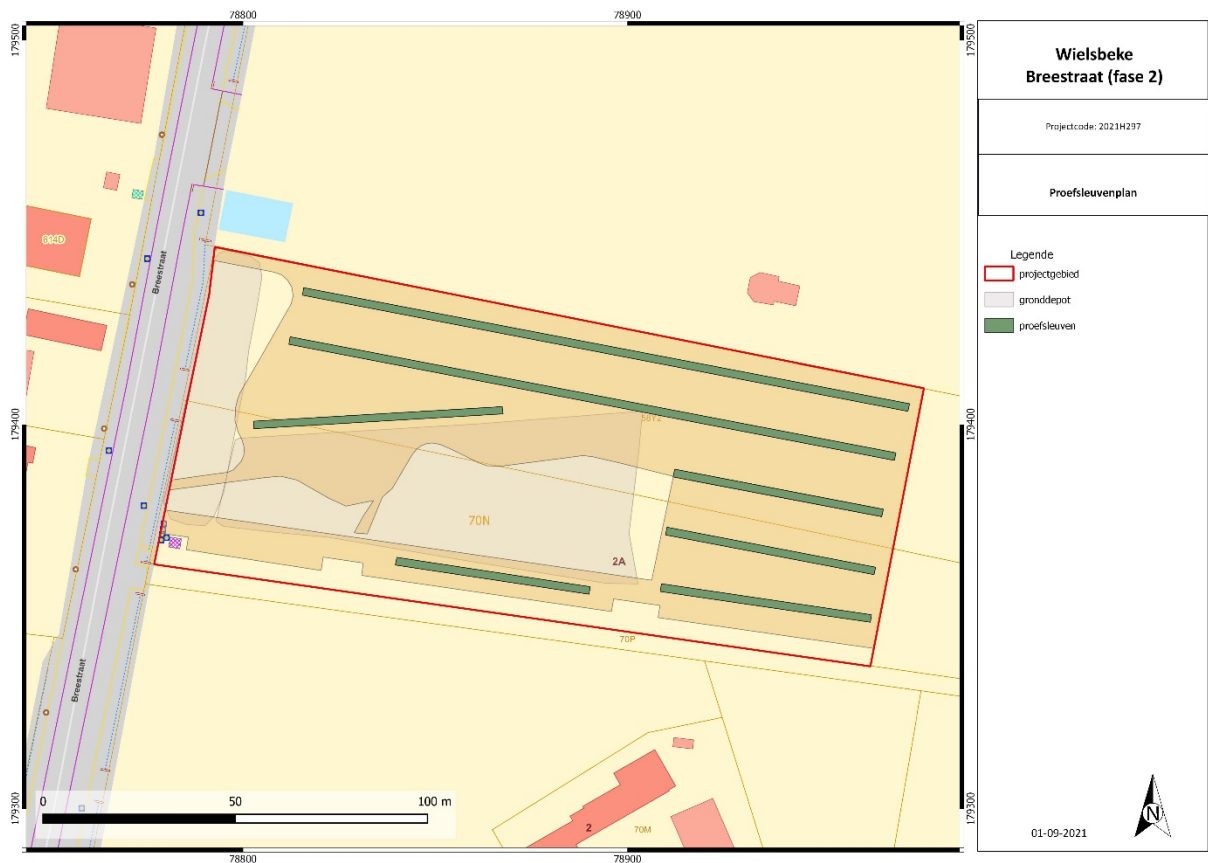 78800
78900
179500
179500
Wielsbeke
Breestraat (fase 2)
Projectcode: 2021H297
Proefsleuvenplan
Legende
projectgebied
gronddepot
proefsleuven
614D
Breestraat
179400
179400
70N
2A
70P
Breestraat
179300
179300
0
50
100 m
2
70M
01-09-2021
N
78800
78900